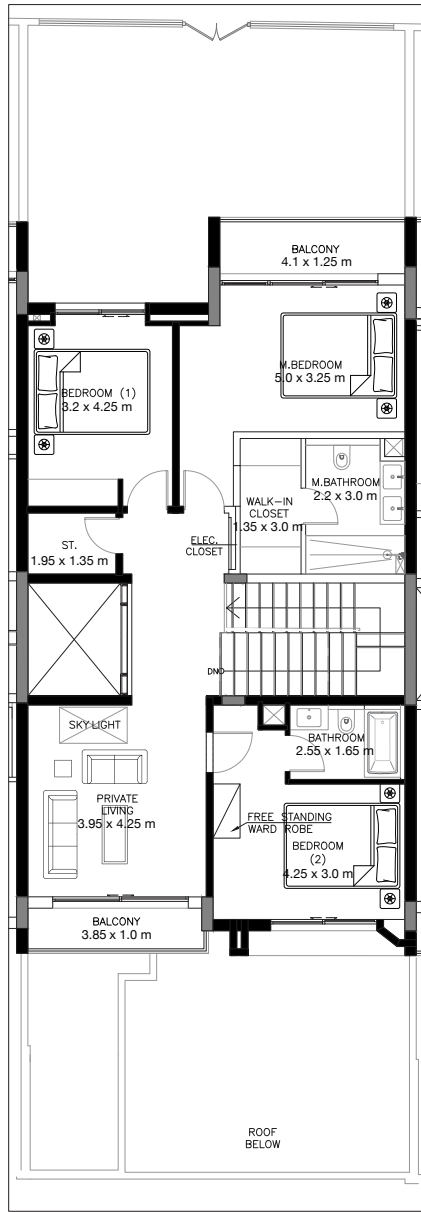 BALCONY
4.1 x 1.25 m
M.BEDROOM
5.0 x 3.25 m
BEDROOM (1)
3.2 x 4.25 m
M.BATHROOM
2.2 x 3.0 m
WALK-IN
CLOSET
1.35 x 3.0 m
ELEC.
CLOSET
ST.
1.95 x 1.35 m
DN
SKYLIGHT
BATHROOM
2.55 x 1.65 m
PRIVATE
LIVING
3.95 x 4.25 m
FREE STANDING
WARD ROBE
BEDROOM
(2)
4.25 x 3.0 m
BALCONY
3.85 x 1.0 m
ROOF
BELOW